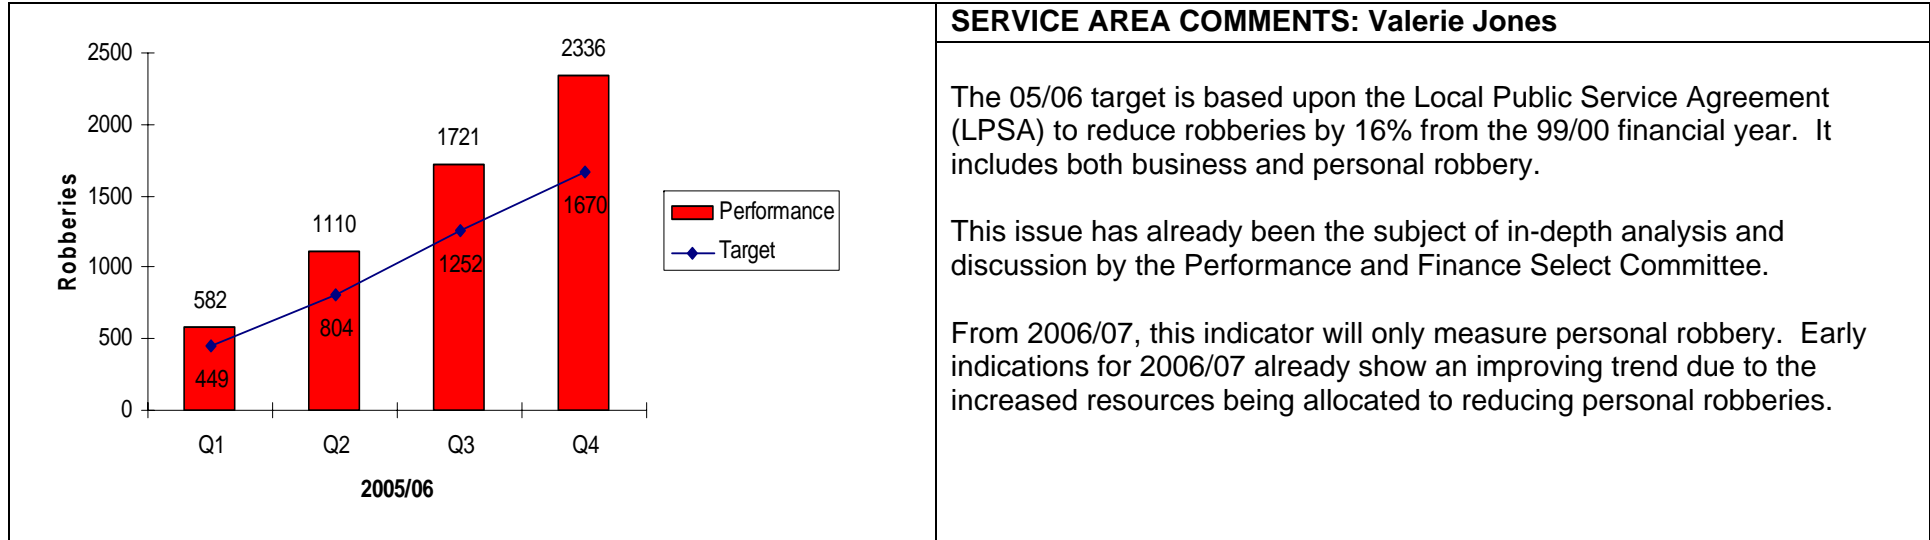 2500
2000
1500
1000
500
0
Robberies
582
1110
1721
2336
449
804
1252
1670
Q1 Q2 Q3 Q4
2005/06
Performance
Target
SERVICE AREA COMMENTS: Valerie Jones
The 05/06 target is based upon the Local Public Service Agreement
(LPSA) to reduce robberies by 16% from the 99/00 financial year. It
includes both business and personal robbery.
This issue has already been the subject of in-depth analysis and
discussion by the Performance and Finance Select Committee.
From 2006/07, this indicator will only measure personal robbery. Early
indications for 2006/07 already show an improving trend due to the
increased resources being allocated to reducing personal robberies.